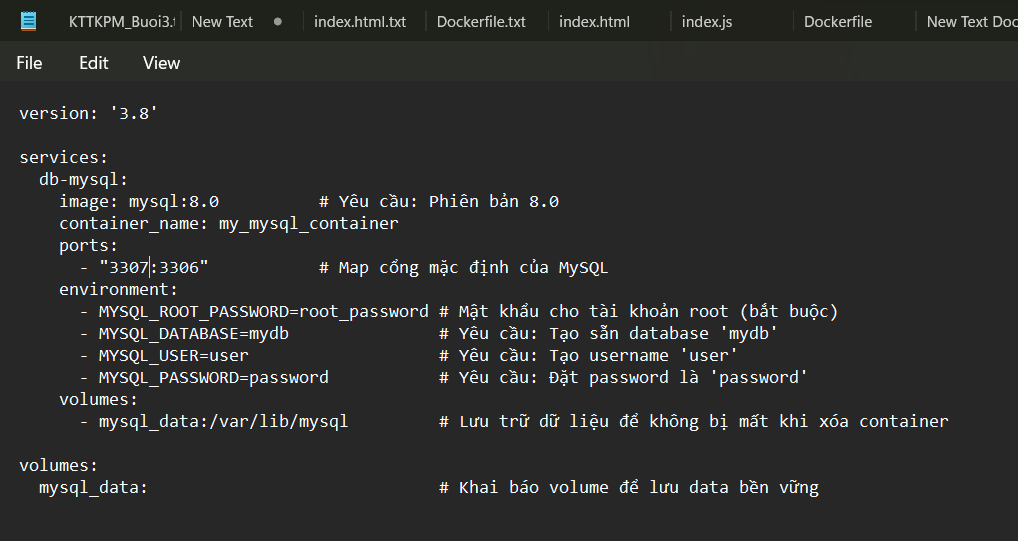 KTTKPM_Buoi3.t
New Text
index.html.txt
Dockerfile.txt
index.html
index.js
Dockerfile
New Text Doc
File
Edit
View
version: '3.8'
services:
  db-mysql:
    image: mysql:8.0          # Yêu cầu: Phiên bản 8.0
    container_name: my_mysql_container
    ports:
      - "3307:3306"           # Map cổng mặc định của MySQL
    environment:
      - MYSQL_ROOT_PASSWORD=root_password # Mật khẩu cho tài khoản root (bắt buộc)
      - MYSQL_DATABASE=mydb               # Yêu cầu: Tạo sẵn database 'mydb'
      - MYSQL_USER=user                   # Yêu cầu: Tạo username 'user'
      - MYSQL_PASSWORD=password           # Yêu cầu: Đặt password là 'password'
    volumes:
      - mysql_data:/var/lib/mysql         # Lưu trữ dữ liệu để không bị mất khi xóa container
volumes:
  mysql_data:                             # Khai báo volume để lưu data bền vững